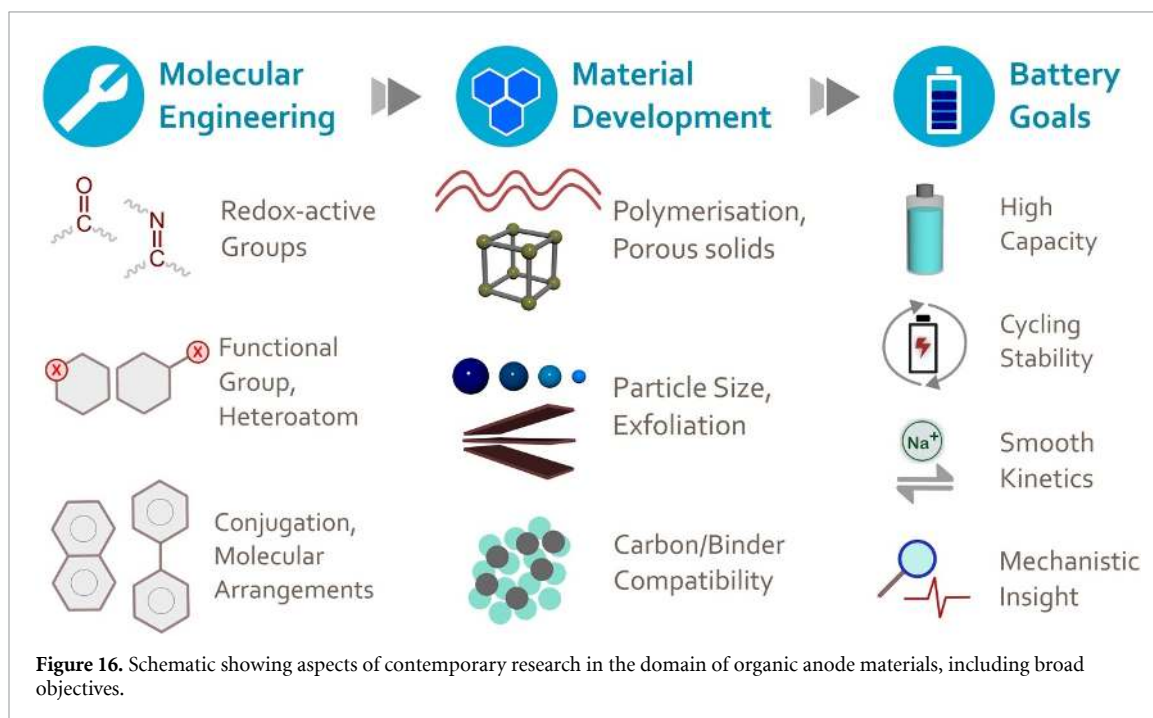 Molecular
Engineering
Material
Development
Battery
Goals
O
C
N
C
Redox-active
Groups
X
X
Functional
Group,
Heteroatom
Conjugation,
Molecular
Arrangements
Polymerisation,
Porous solids
Particle Size,
Exfoliation
Carbon/Binder
Compatibility
High
Capacity
Cycling
Stability
Na+
Smooth
Kinetics
Mechanistic
Insight
Figure 16. Schematic showing aspects of contemporary research in the domain of organic anode materials, including broad
objectives.